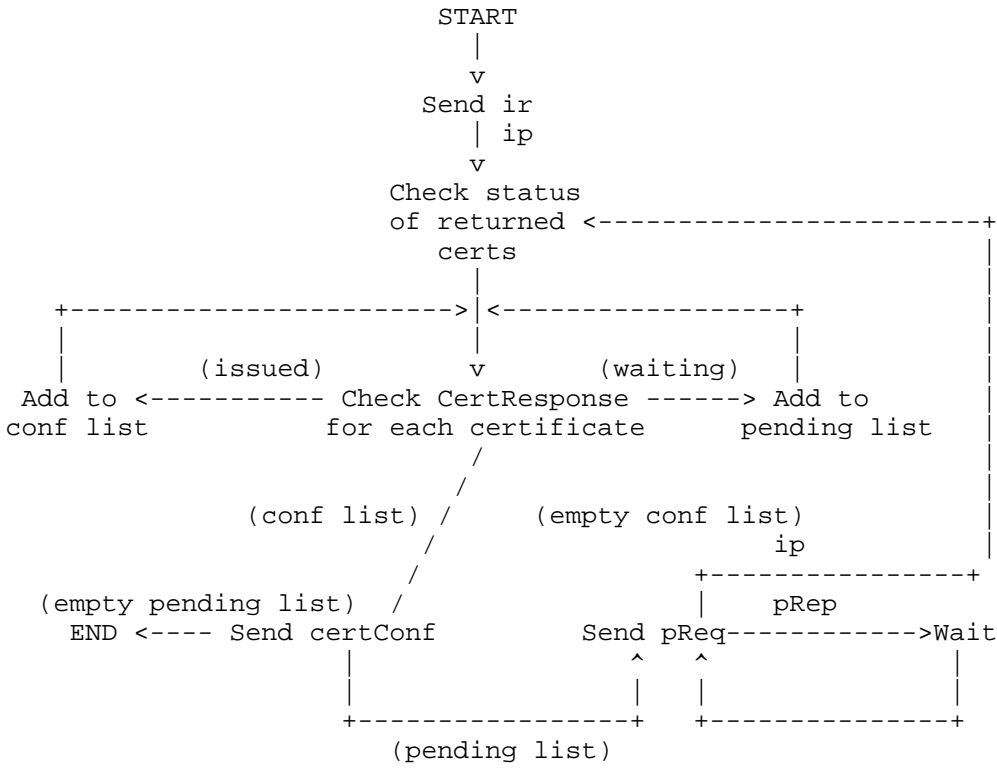 START
Send ir
ip
Check status
of returned
certs
(issued) (waiting)
Add to Check CertResponse Add to
conf list for each certificate pending list
(conf list) (empty conf list)
ip
(empty pending list) pRep
END Send certConf Send pReq Wait
(pending list)